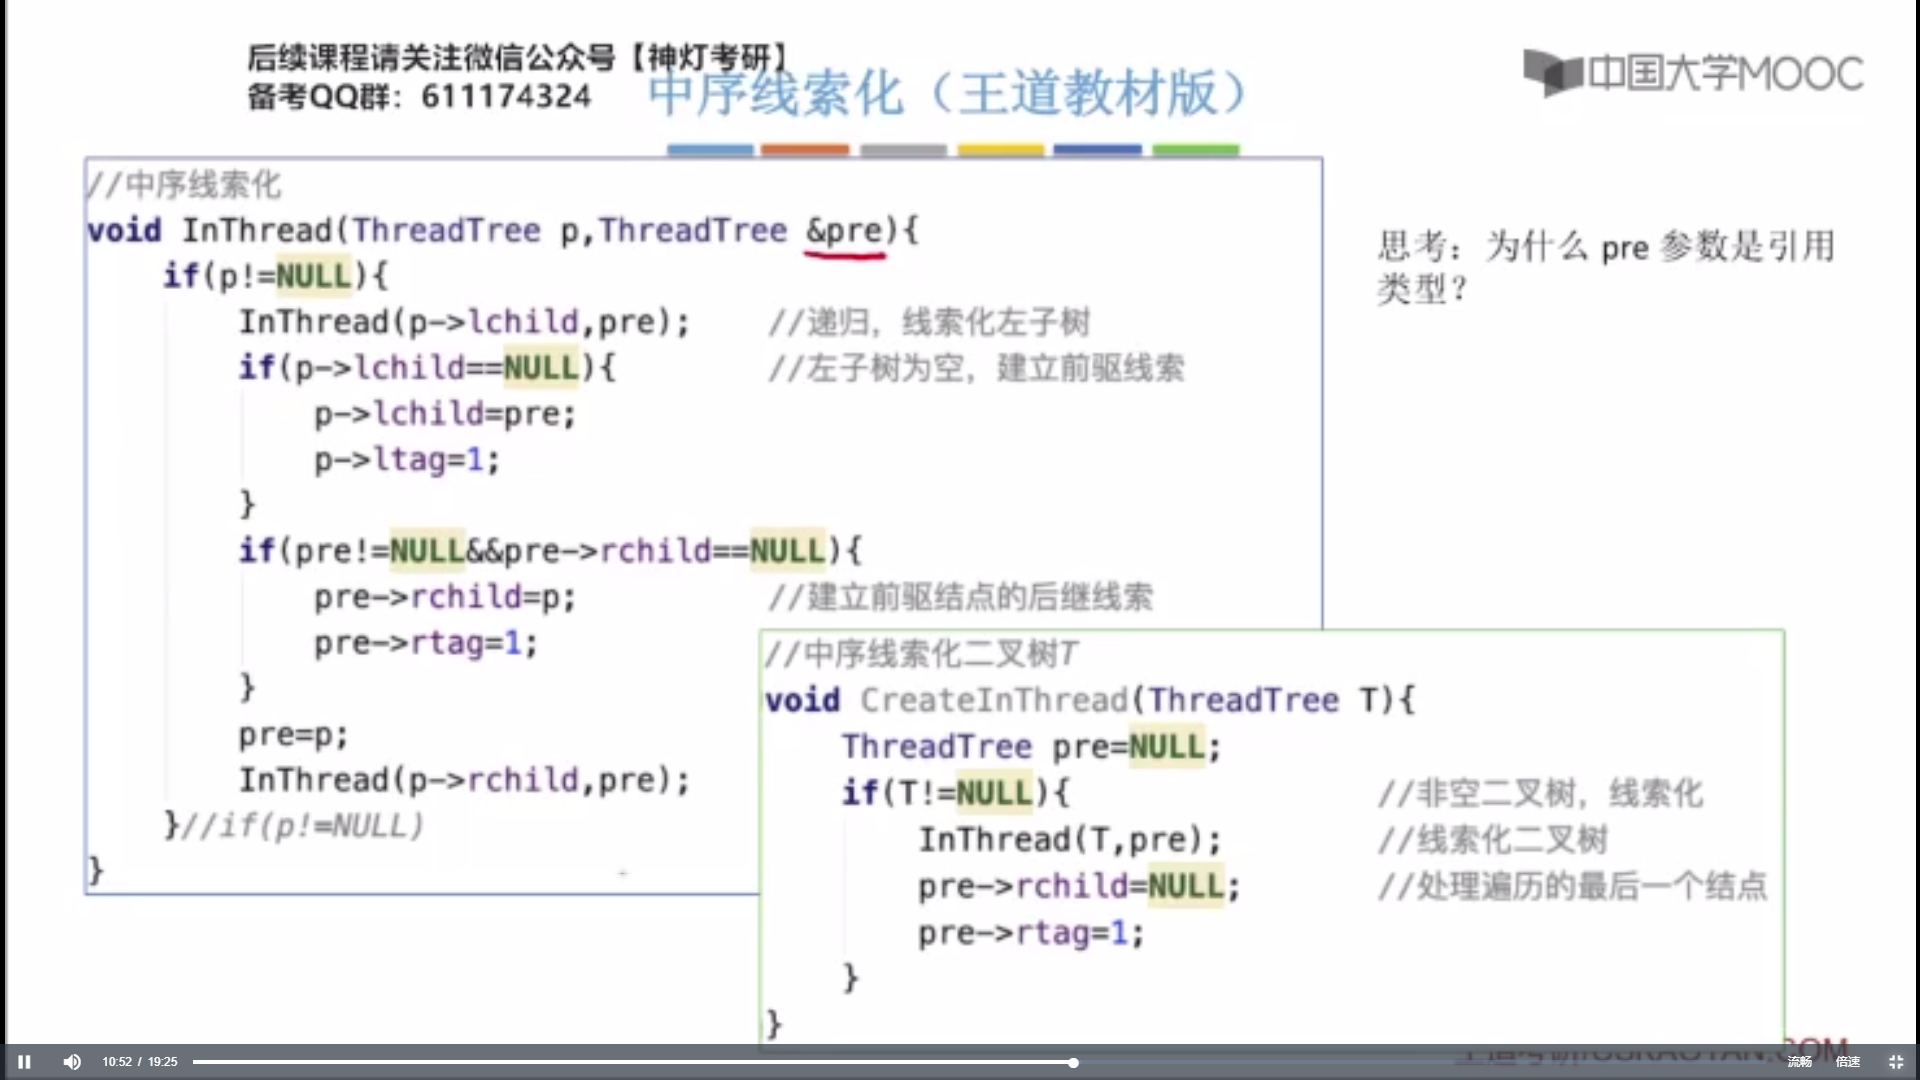 后续课程请关注微信公众号【神灯考研】
备考QQ群：611174324
中序线索化（王道教材版）
中国大学MOOC
//中序线索化
void InThread(ThreadTree p,ThreadTree &pre){
if(p!=NULL){
InThread(p->lchild,pre); //递归，线索化左子树
if(p->lchild==NULL){ //左子树为空，建立前驱线索
p->lchild=pre;
p->ltag=1;
}
if(pre!=NULL&&pre->rchild==NULL){
pre->rchild=p; //建立前驱结点的后继线索
pre->rtag=1;
}
pre=p;
InThread(p->rchild,pre);
}//if(p!=NULL)
}
思考：为什么 pre 参数是引用
类型？
//中序线索化二叉树T
void CreateInThread(ThreadTree T){
ThreadTree pre=NULL;
if(T!=NULL){ //非空二叉树，线索化
InThread(T,pre); //线索化二叉树
pre->rchild=NULL; //处理遍历的最后一个结点
pre->rtag=1;
}
}
10:52 / 19:25
流畅
倍速